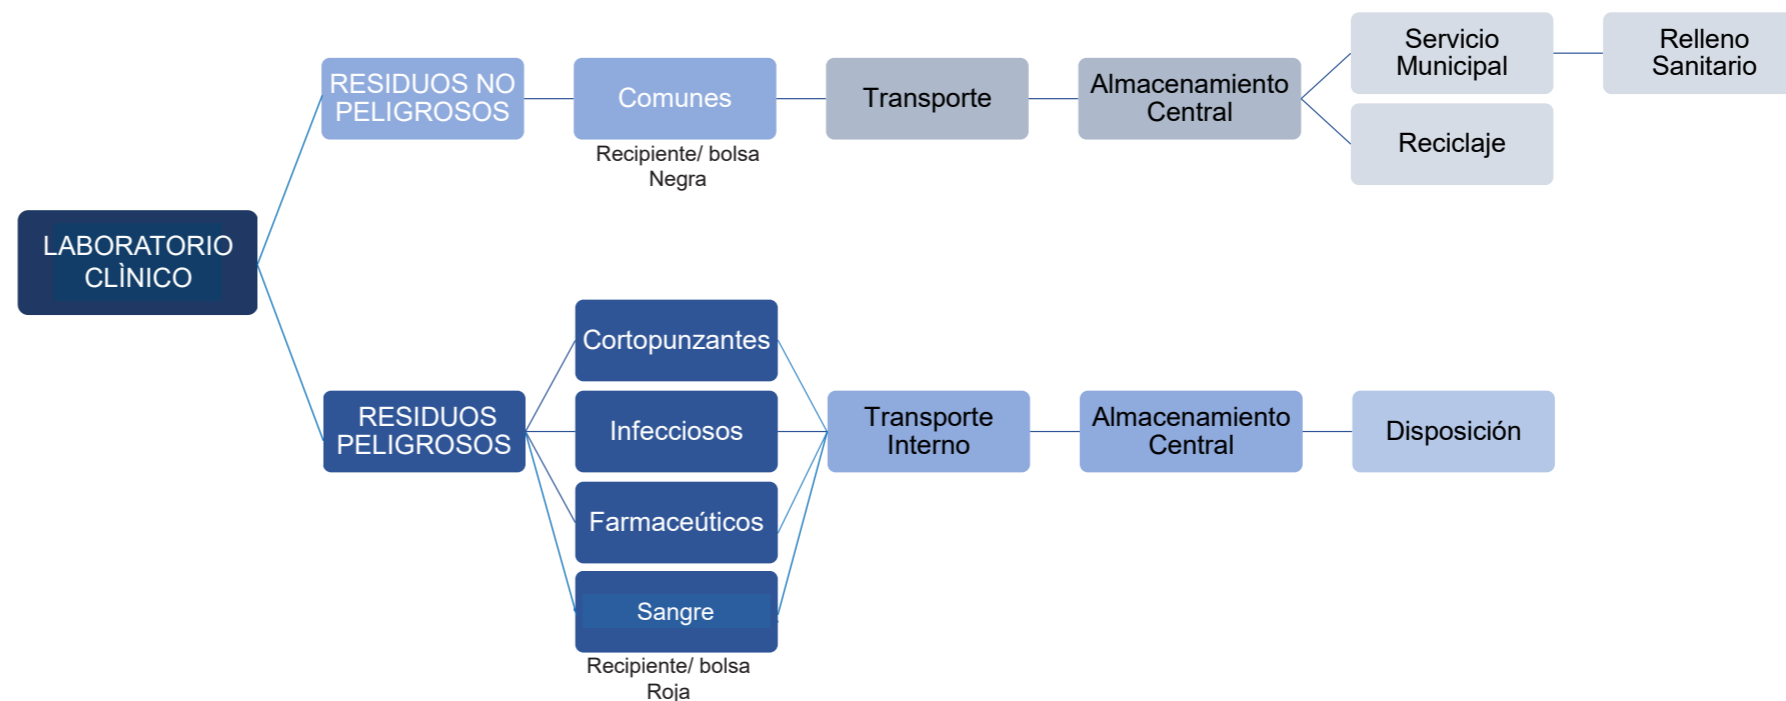 LABORATORIO
CLÌNICO
RESIDUOS NO
PELIGROSOS
Comunes
Recipiente/ bolsa
Negra
Transporte
Almacenamiento
Central
Servicio
Municipal
Relleno
Sanitario
Reciclaje
RESIDUOS
PELIGROSOS
Cortopunzantes
Infecciosos
Farmaceúticos
Sangre
Recipiente/ bolsa
Roja
Transporte
Interno
Almacenamiento
Central
Disposición